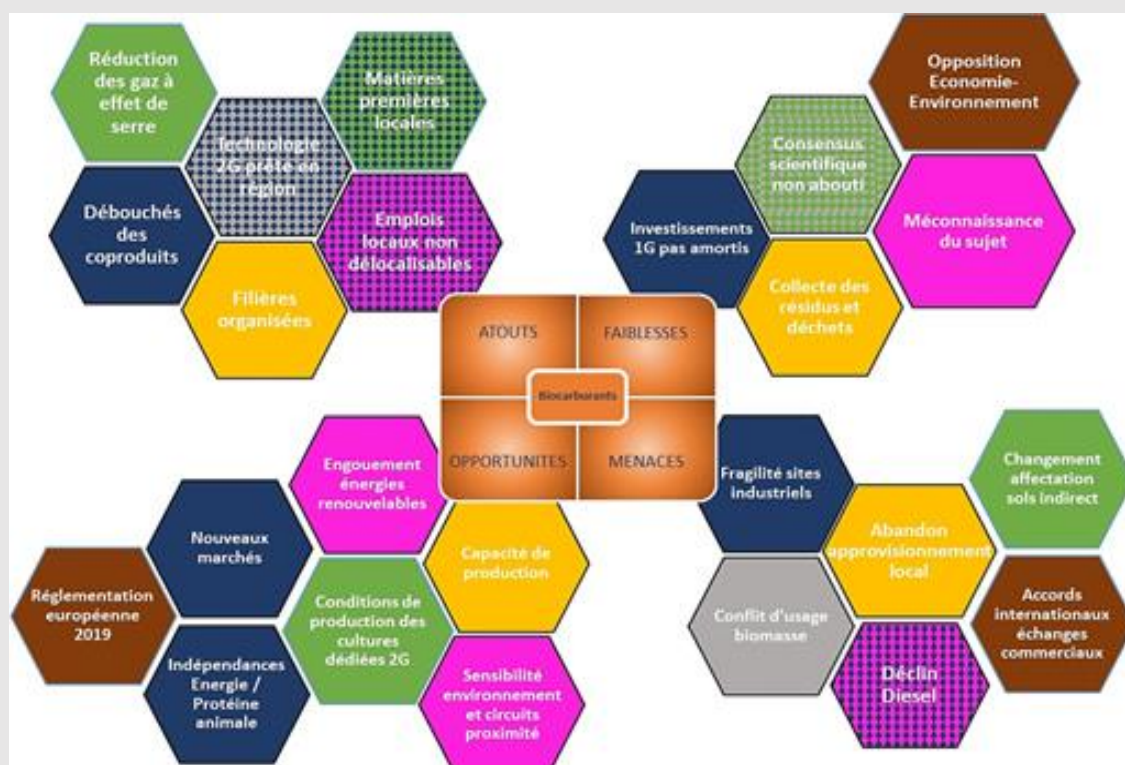 Réduction
des gaz à
effet de
serre
Matières
premières
locales
Technologie
2G prête en
région
Débouchés
des
coproduits
Emplois
locaux non
délocalisables
Filières
organisées
Opposition
Economie-
Environnement
Consensus
scientifique
non abouti
Méconnaissance
du sujet
Investissements
1G pas amortis
Collecte des
résidus et
déchets
ATOUTS
FAIBLESSES
Biocarburants
OPPORTUNITES
MENACES
Engouement
énergies
renouvelables
Nouveaux
marchés
Capacité de
production
Réglementation
européenne
2019
Conditions de
production des
cultures
dédiées 2G
Indépendances
Energie /
Protéine
animale
Sensibilité
environnement
et circuits
proximité
Fragilité sites
industriels
Changement
affectation
sols indirect
Abandon
approvisionnement
local
Conflit d'usage
biomasse
Accords
internationaux
échanges
commerciaux
Déclin
Diesel